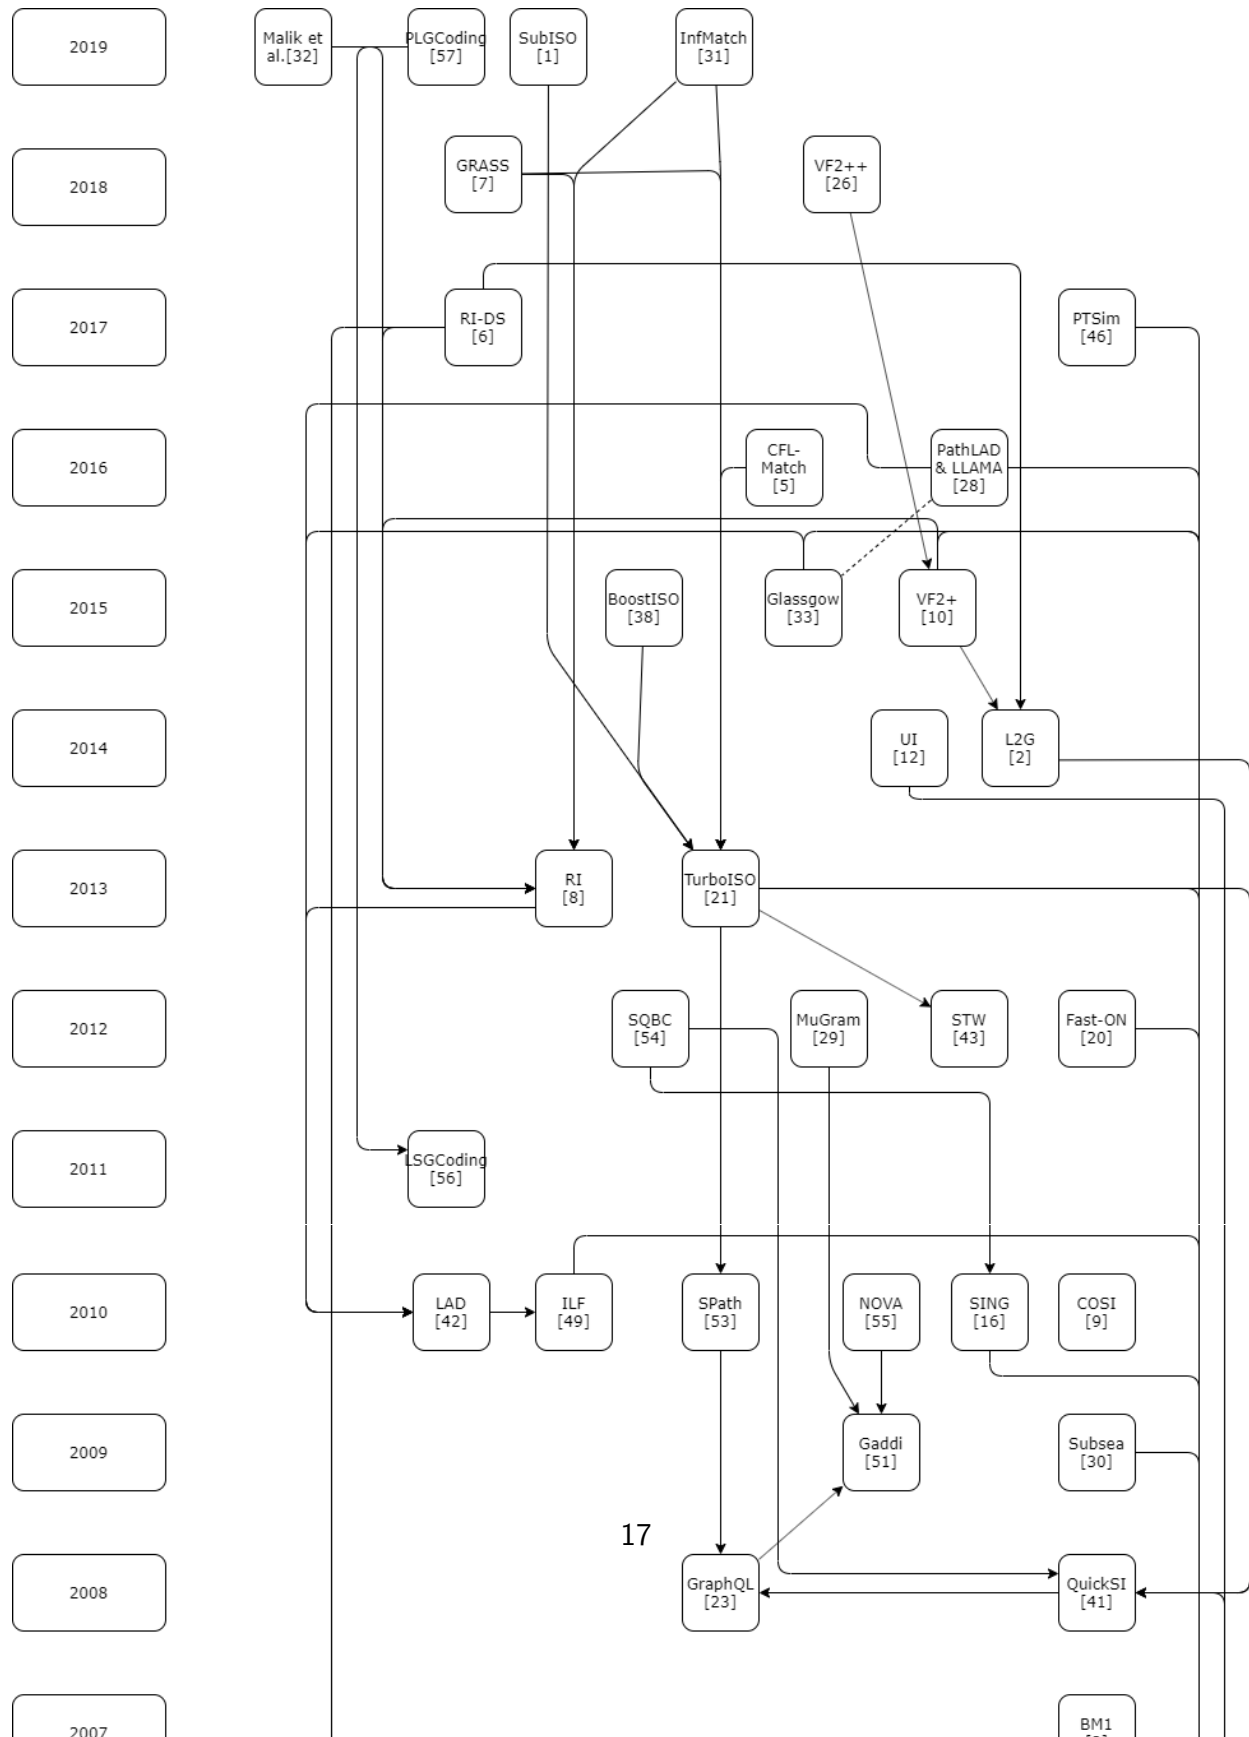 2019
Malik et
al.[32]
PLGCoding
[57]
SubISO
[1]
InfMatch
[31]
2018
GRASS
[7]
VF2++
[26]
2017
RI-DS
[6]
PTSim
[46]
2016
CFL-
Match
[5]
PathLAD
& LLAMA
[28]
2015
BoostISO
[38]
Glassgow
[33]
VF2+
[10]
2014
UI
[12]
L2G
[2]
2013
RI
[8]
TurboISO
[21]
2012
SQBC
[54]
MuGram
[29]
STW
[43]
Fast-ON
[20]
2011
LSGCoding
[56]
2010
LAD
[42]
ILF
[49]
SPath
[53]
NOVA
[55]
SING
[16]
COSI
[9]
2009
Gaddi
[51]
Subsea
[30]
17
2008
GraphQL
[23]
QuickSI
[41]
2007
BM1